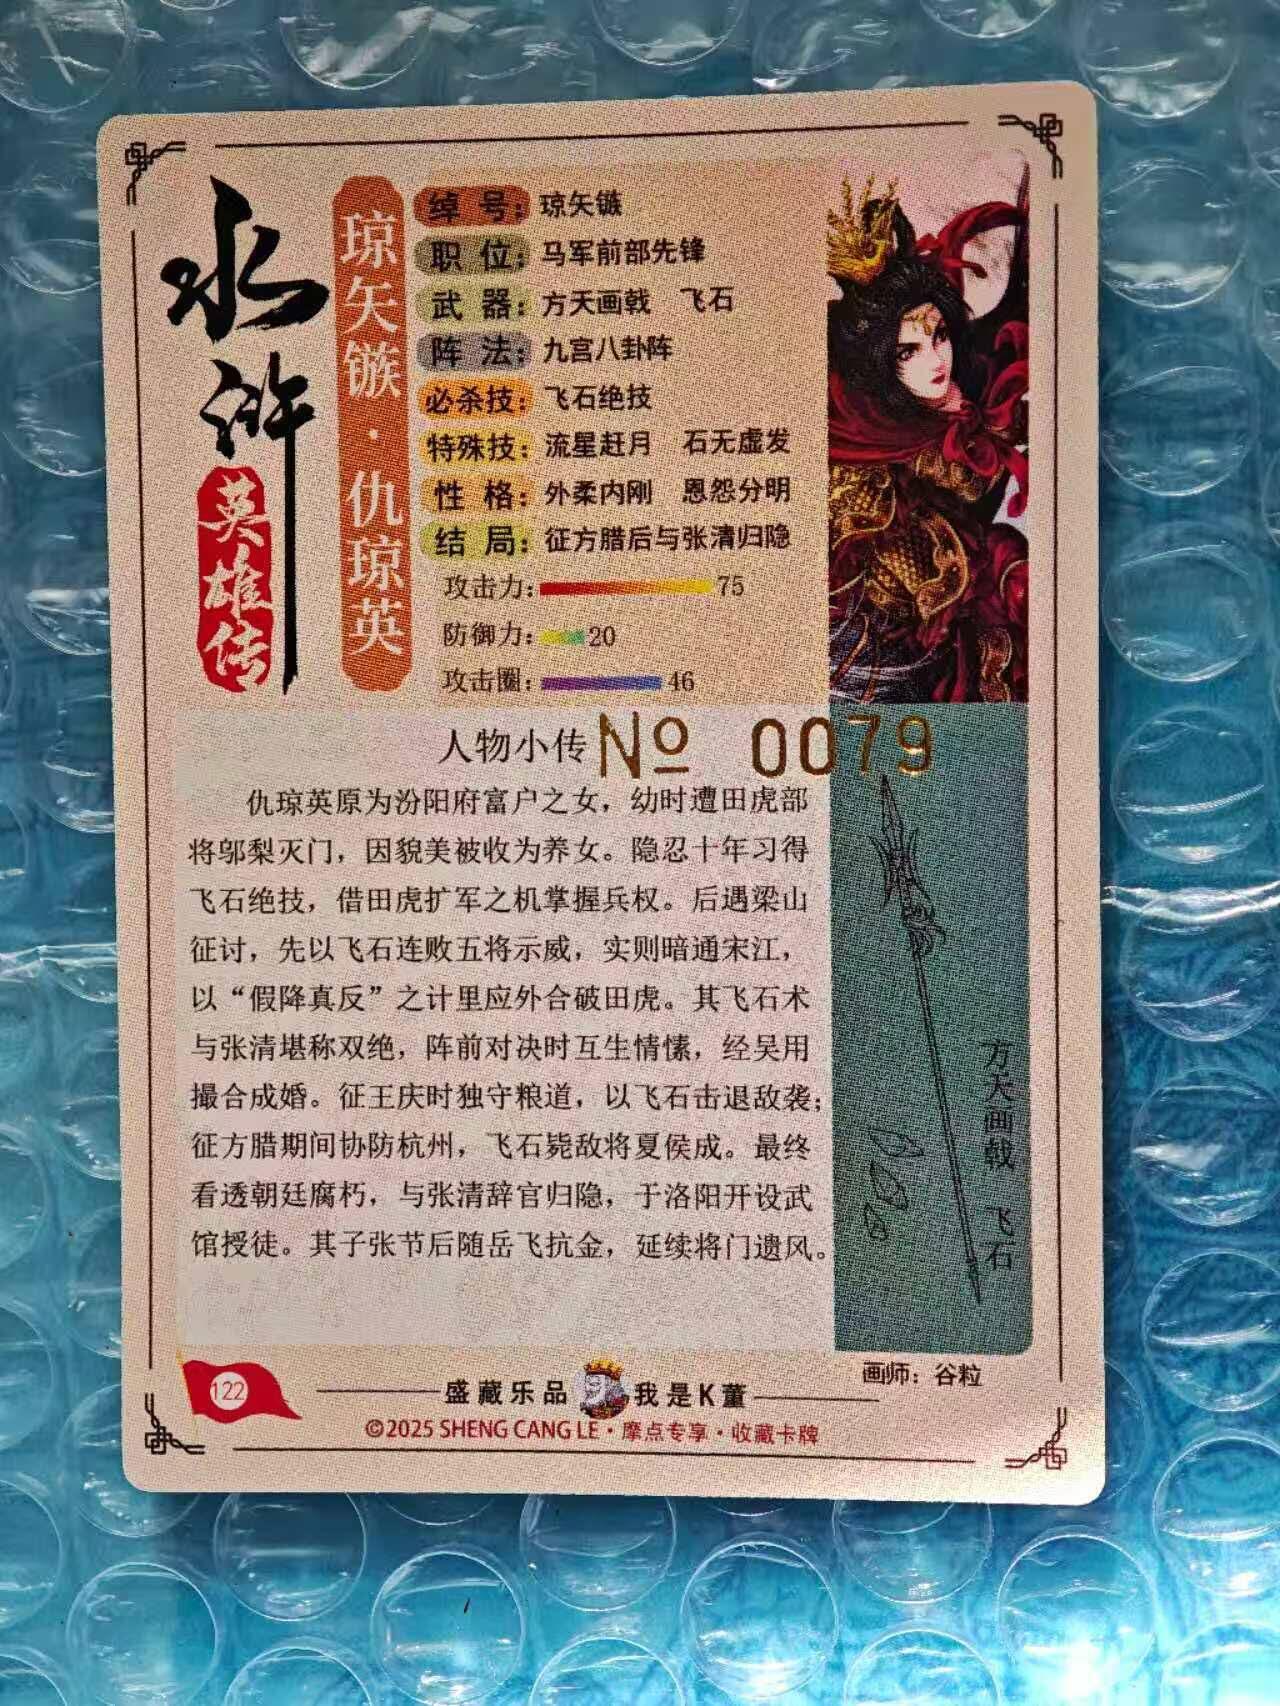 水浒
英雄传
琼矢镞·仇琼英
绰号：琼矢镞
职位：马军前部先锋
武器：方天画戟 飞石
阵法：九宫八卦阵
必杀技：飞石绝技
特殊技：流星赶月 石无虚发
性格：外柔内刚 恩怨分明
结局：征方腊后与张清归隐
攻击力：75
防御力：20
攻击圈：46
人物小传
№ 0079
仇琼英原为汾阳府富户之女，幼时遭田虎部
将邬梨灭门，因貌美被收为养女。隐忍十年习得
飞石绝技，借田虎扩军之机掌握兵权。后遇梁山
征讨，先以飞石连败五将示威，实则暗通宋江，
以“假降真反”之计里应外合破田虎。其飞石术
与张清堪称双绝，阵前对决时互生情愫，经吴用
撮合成婚。征王庆时独守粮道，以飞石击退敌袭；
征方腊期间协防杭州，飞石毙敌将夏侯成。最终
看透朝廷腐朽，与张清辞官归隐，于洛阳开设武
馆授徒。其子张节后随岳飞抗金，延续将门遗风。
方天画戟 飞石
画师：谷粒
122
盛藏乐品 我是K董
©2025 SHENG CANG LE·摩点专享·收藏卡牌